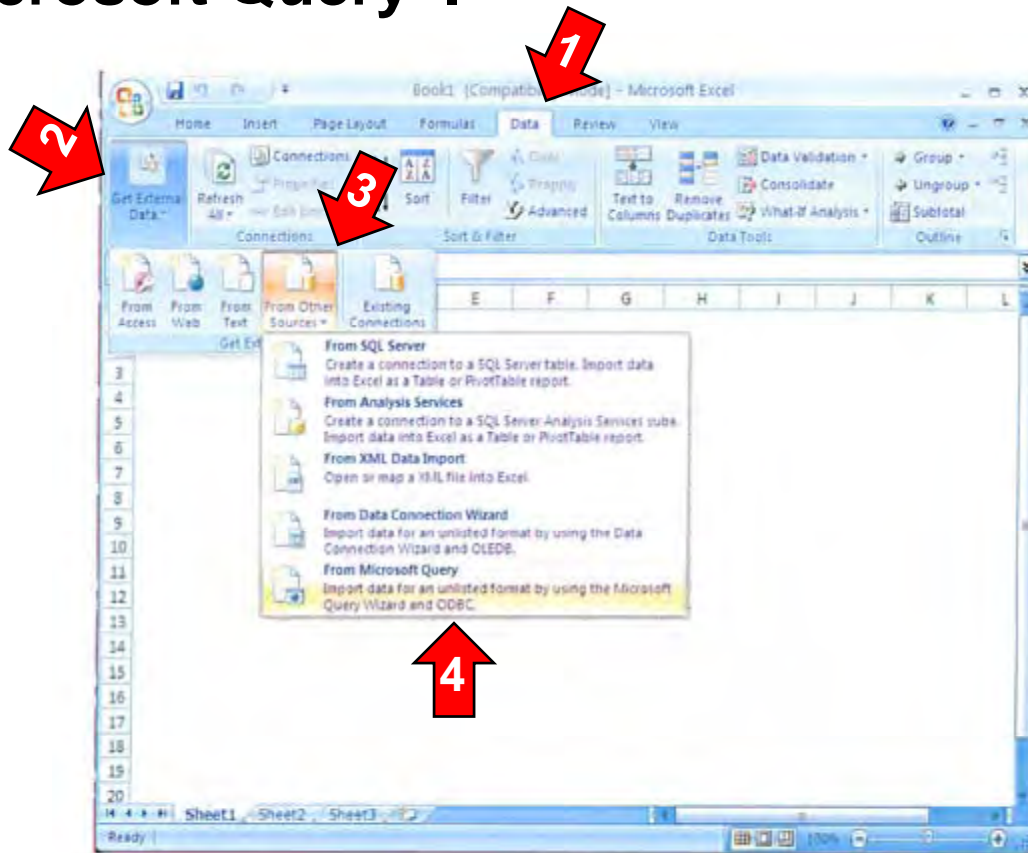 rosoft Query 1
1
Book1 [Compatib Mode] - Microsoft Excel
2
Home Insert Page Layout Formulas Data Review View
3
Get External Data
Refresh All
Connections
Sort
Filter
Clear
Reapply
Advanced
Text to Columns
Remove Duplicates
Data Validation
Consolidate
What-If Analysis
Group
Ungroup
Subtotal
Connections Sort & Filter Data Tools Outline
From Access
From Web
From Text
From Other Sources
Existing Connections
Get Ext
E F G H I J K L
From SQL Server
Create a connection to a SQL Server table. Import data
into Excel as a Table or PivotTable report.
From Analysis Services
Create a connection to a SQL Server Analysis Services cube.
Import data into Excel as a Table or PivotTable report.
From XML Data Import
Open or map a XML file into Excel.
From Data Connection Wizard
Import data for an unlisted format by using the Data
Connection Wizard and OLEDB.
From Microsoft Query
Import data for an unlisted format by using the Microsoft
Query Wizard and ODBC.
3
4
5
6
7
8
9
10
11
12
13
14
15
16
17
18
19
20
4
Sheet1 Sheet2 Sheet3
Ready 100%